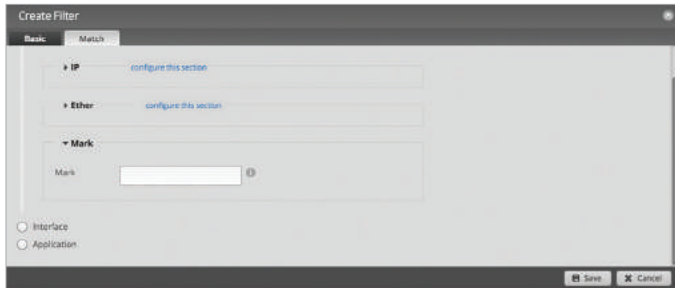 Create Filter
Basic Match
IP configure this section
Ether configure this section
Mark
Mark
Interface
Application
Save Cancel